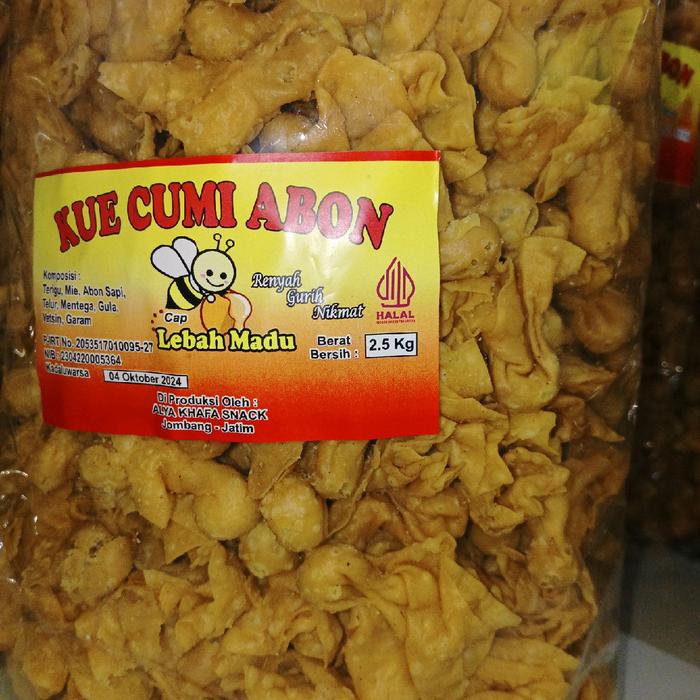 KUE CUMI ABON
Komposisi :
Terigu, Mie, Abon Sapi,
Telur, Mentega, Gula,
Vetsin, Garam
Renyah
Gurih
Nikmat
HALAL
Cap
Lebah Madu
Berat
Bersih : 2.5 Kg
P-IRT No. 2053517010095-27
NIB : 2304220005364
Kadaluwarsa 04 Oktober 2024
Di Produksi Oleh :
ALYA KHAFA SNACK
Jombang - Jatim
BON